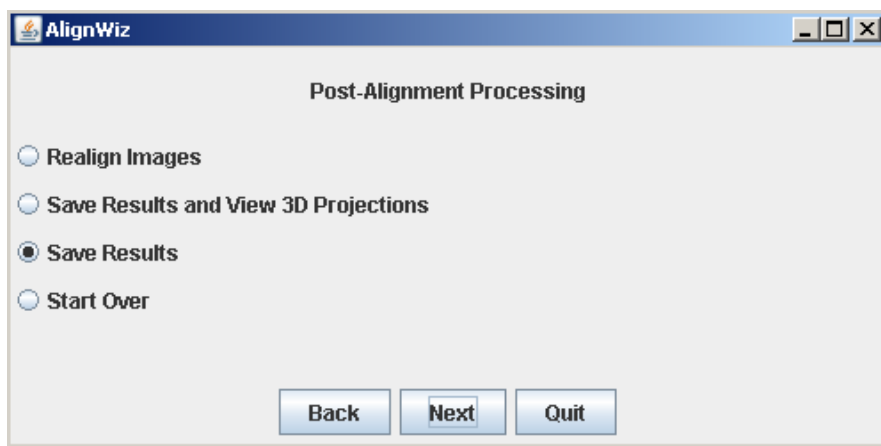 AlignWiz
Post-Alignment Processing
Realign Images
Save Results and View 3D Projections
Save Results
Start Over
Back Next Quit